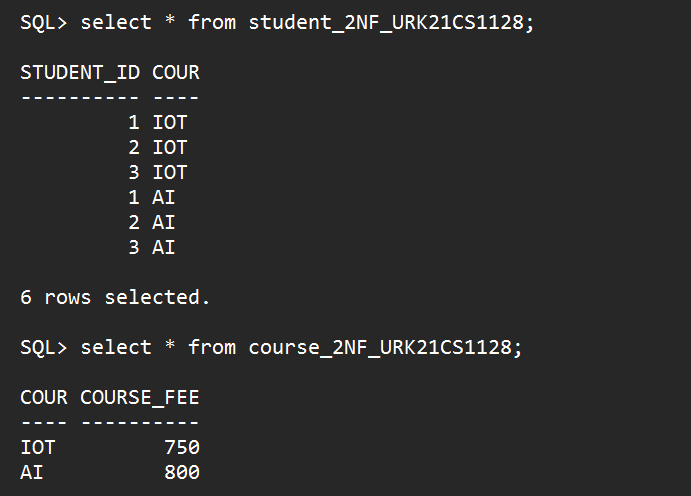 SQL> select * from student_2NF_URK21CS1128;
STUDENT_ID COUR
---------- ----
1 IOT
2 IOT
3 IOT
1 AI
2 AI
3 AI
6 rows selected.
SQL> select * from course_2NF_URK21CS1128;
COUR COURSE_FEE
---- ----------
IOT 750
AI 800